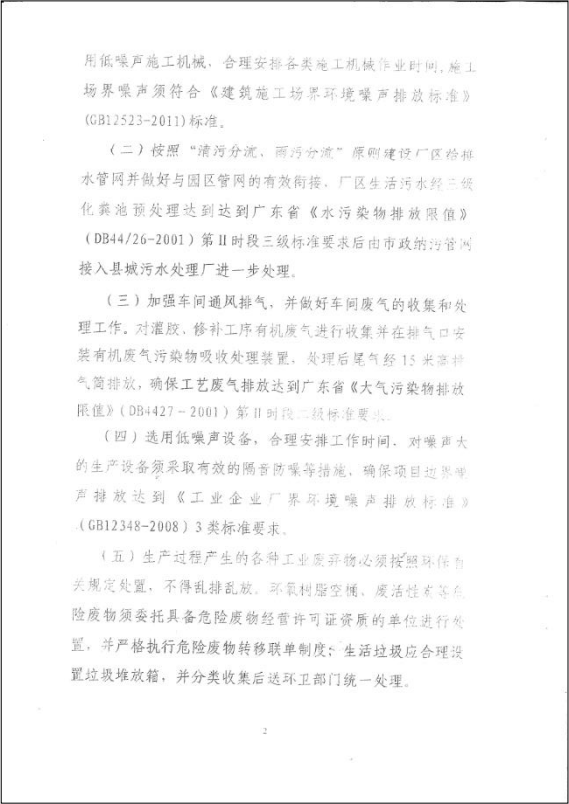 用低噪声施工机械，合理安排各类施工机械作业时间，施工
场界噪声须符合《建筑施工场界环境噪声排放标准》
(GB12523-2011)标准。
（二）按照“清污分流、雨污分流”原则建设厂区给排
水管网并做好与园区管网的有效衔接，厂区生活污水经三级
化粪池预处理达到达到广东省《水污染物排放限值》
（DB44/26-2001）第Ⅱ时段三级标准要求后由市政纳污管网
接入县城污水处理厂进一步处理。
（三）加强车间通风排气，并做好车间废气的收集和处
理工作。对灌胶、修补工序有机废气进行收集并在排气口安
装有机废气污染物吸收处理装置，处理后尾气经 15 米高排
气筒排放，确保工艺废气排放达到广东省《大气污染物排放
限值》（DB4427－2001）第Ⅱ时段二级标准要求。
（四）选用低噪声设备，合理安排工作时间，对噪声大
的生产设备须采取有效的隔音防噪等措施，确保项目边界噪
声排放达到《工业企业厂界环境噪声排放标准》
（GB12348-2008）3 类标准要求。
（五）生产过程产生的各种工业废弃物必须按照环保有
关规定处置，不得乱排乱放。环氧树脂空桶、废活性炭等危
险废物须委托具备危险废物经营许可证资质的单位进行处
置，并严格执行危险废物转移联单制度；生活垃圾应合理设
置垃圾堆放箱，并分类收集后送环卫部门统一处理。
2